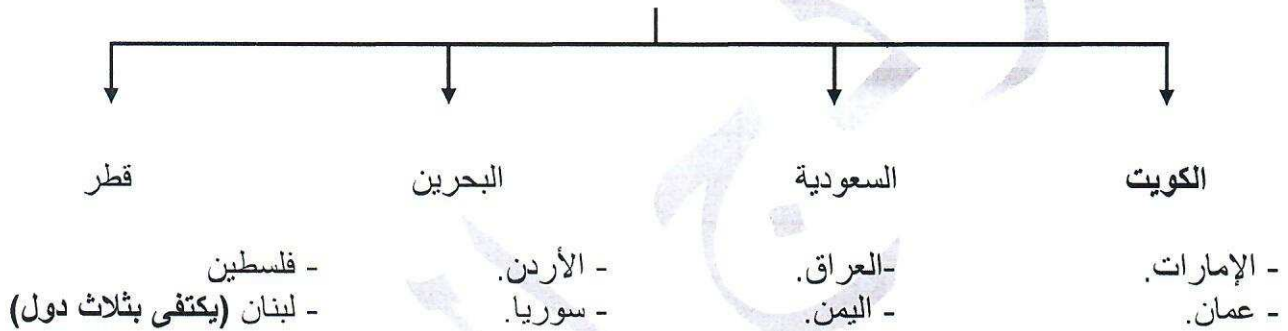 الكويت السعودية البحرين قطر
- الإمارات. -العراق. - الأردن. - فلسطين
- عمان. - اليمن. - سوريا. - لبنان (يكتفى بثلاث دول)